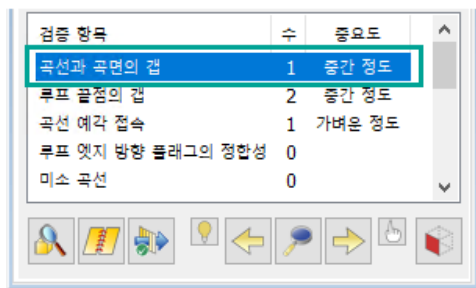 검증 항목 수 중요도
곡선과 곡면의 갭 1 중간 정도
루프 끝점의 갭 2 중간 정도
곡선 예각 접속 1 가벼운 정도
루프 엣지 방향 플래그의 정합성 0
미소 곡선 0